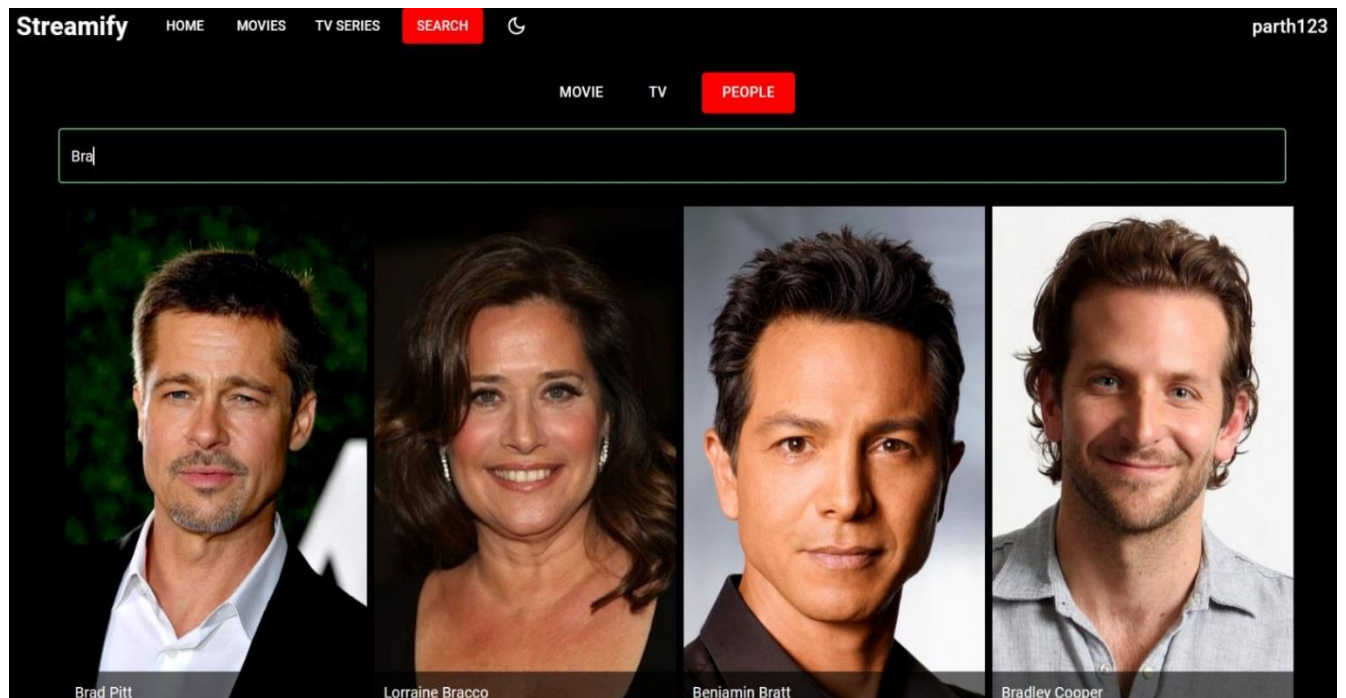 Streamify HOME MOVIES TV SERIES SEARCH parth123
MOVIE TV PEOPLE
Bra
Brad Pitt Lorraine Bracco Benjamin Bratt Bradley Cooper